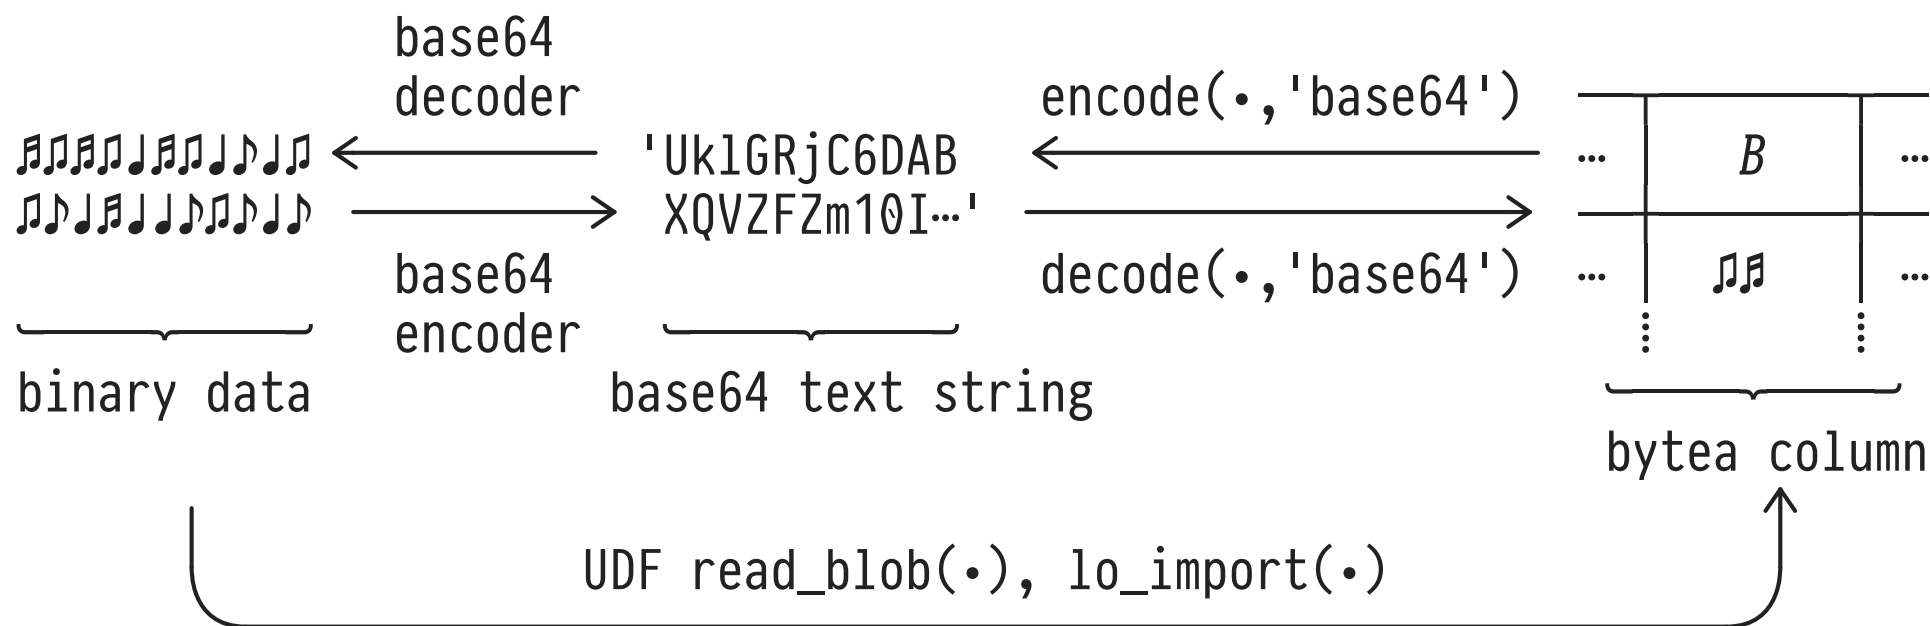 base64
decoder
encode(•,'base64')
'UklGRjC6DAB
XQVZFZm10I…'
… B …
base64
encoder
decode(•,'base64')
… ♫♬ …
binary data
base64 text string
bytea column
UDF read_blob(•), lo_import(•)